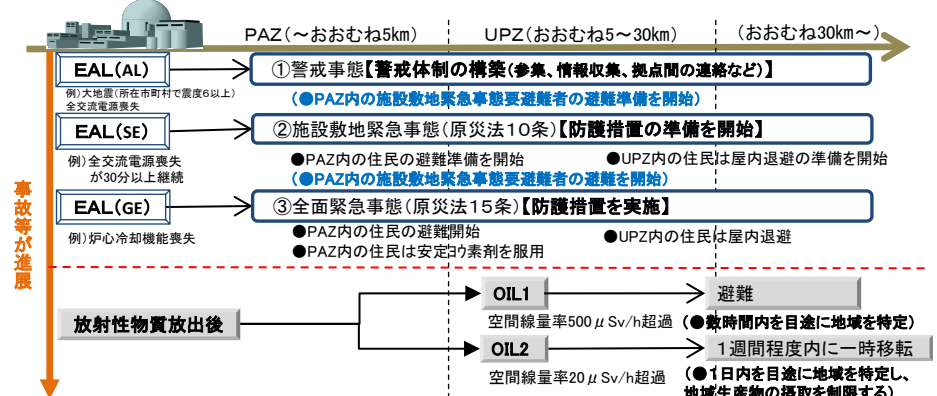 PAZ(～おおむね5km)
UPZ(おおむね5～30km)
(おおむね30km～)
EAL(AL)
①警戒事態【警戒体制の構築(参集、情報収集、拠点間の連絡など)】
例)大地震(所在市町村で震度6以上)
全交流電源喪失
(●PAZ内の施設敷地緊急事態要避難者の避難準備を開始)
EAL(SE)
②施設敷地緊急事態(原災法10条)【防護措置の準備を開始】
例)全交流電源喪失
が30分以上継続
●PAZ内の住民の避難準備を開始
●UPZ内の住民は屋内退避の準備を開始
(●PAZ内の施設敷地緊急事態要避難者の避難を開始)
EAL(GE)
③全面緊急事態(原災法15条)【防護措置を実施】
例)炉心冷却機能喪失
●PAZ内の住民の避難開始
●UPZ内の住民は屋内退避
●PAZ内の住民は安定ヨウ素剤を服用
事故等が進展
放射性物質放出後
OIL1
避難
空間線量率500μSv/h超過
(●数時間内を目途に地域を特定)
OIL2
1週間程度内に一時移転
空間線量率20μSv/h超過
(●1日内を目途に地域を特定し、
地域生産物の摂取を制限する)